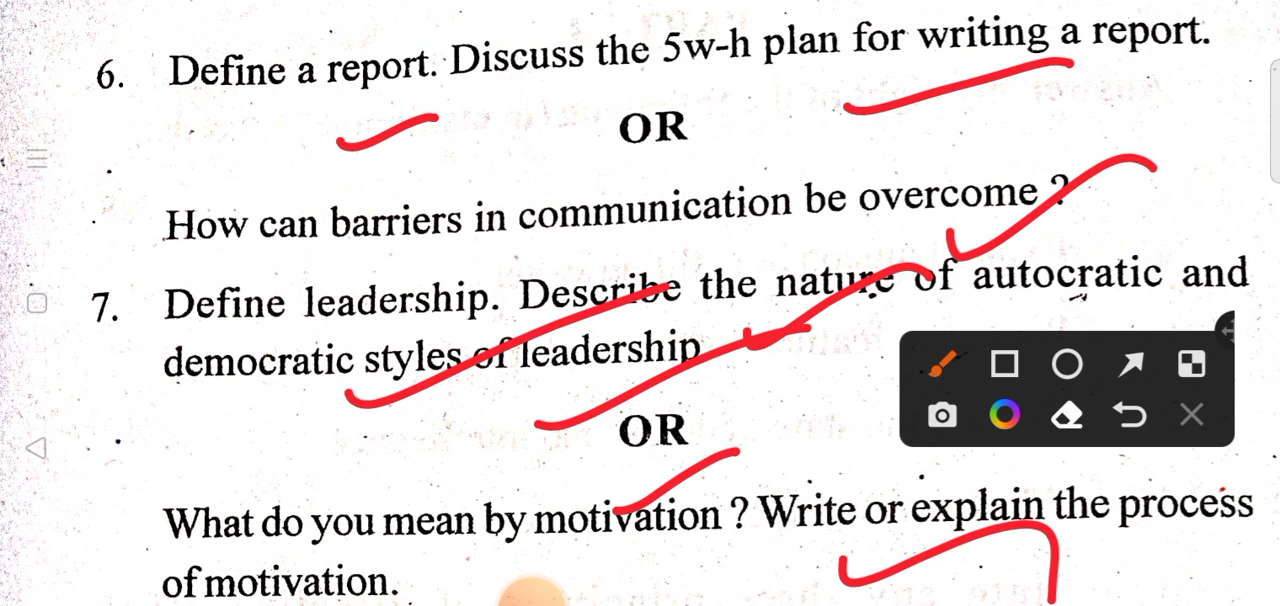 6. Define a report. Discuss the 5w-h plan for writing a report.
OR
How can barriers in communication be overcome ?
7. Define leadership. Describe the nature of autocratic and
democratic styles of leadership
OR
What do you mean by motivation ? Write or explain the process
of motivation.